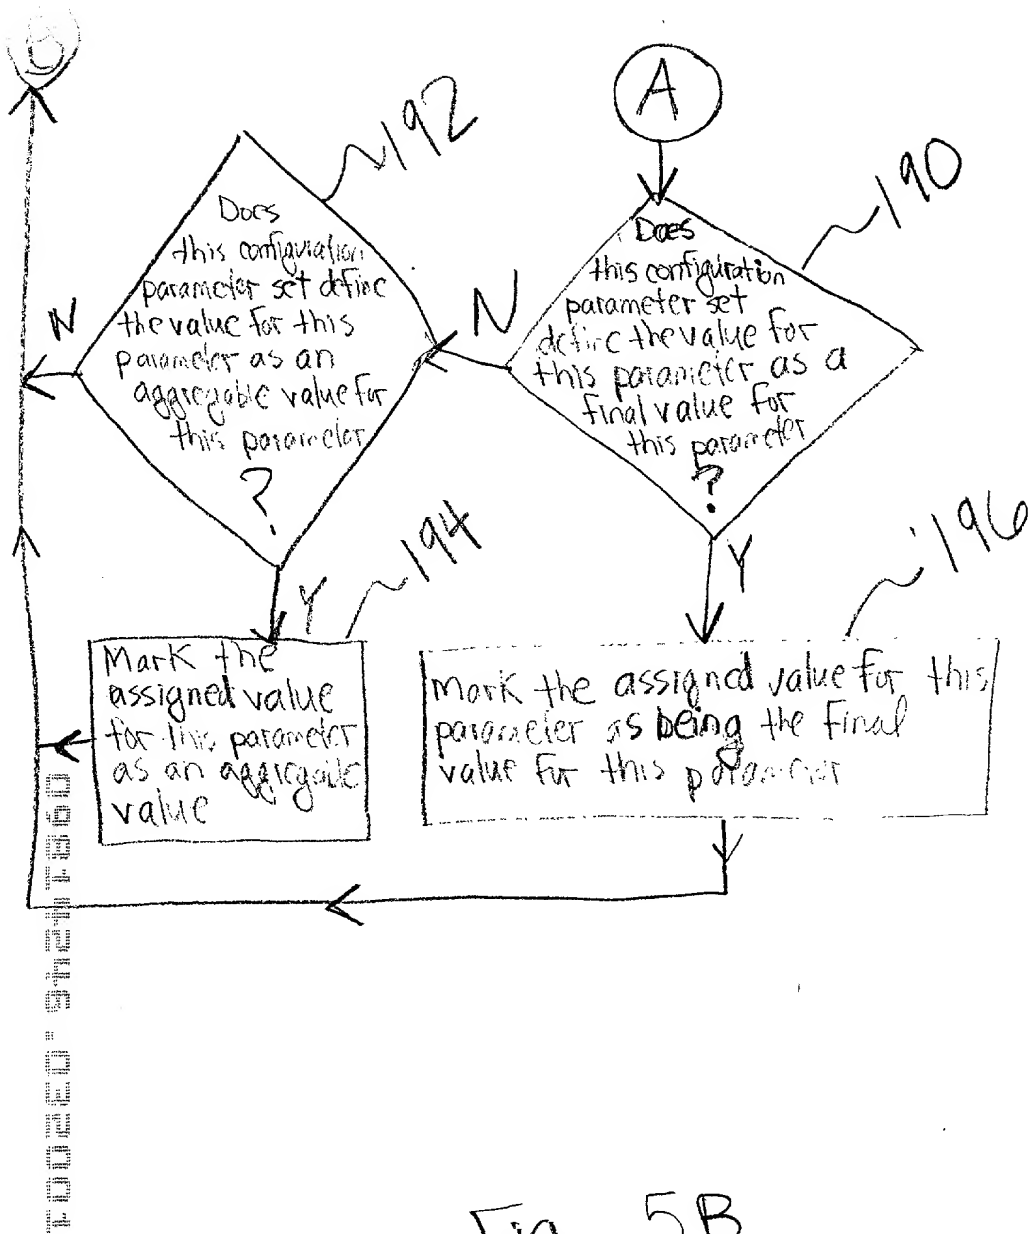 B
A
192
190
Does
this configuration
parameter set define
the value for this
parameter as an
aggregable value for
this parameter
?
N
Does
this configuration
parameter set
define the value for
this parameter as a
final value for
this parameter
?
N
Y
Y
194
196
Mark the
assigned value
for this parameter
as an aggregable
value
Mark the assigned value for this
parameter as being the final
value for this parameter
09814246.032001
Fig 5B